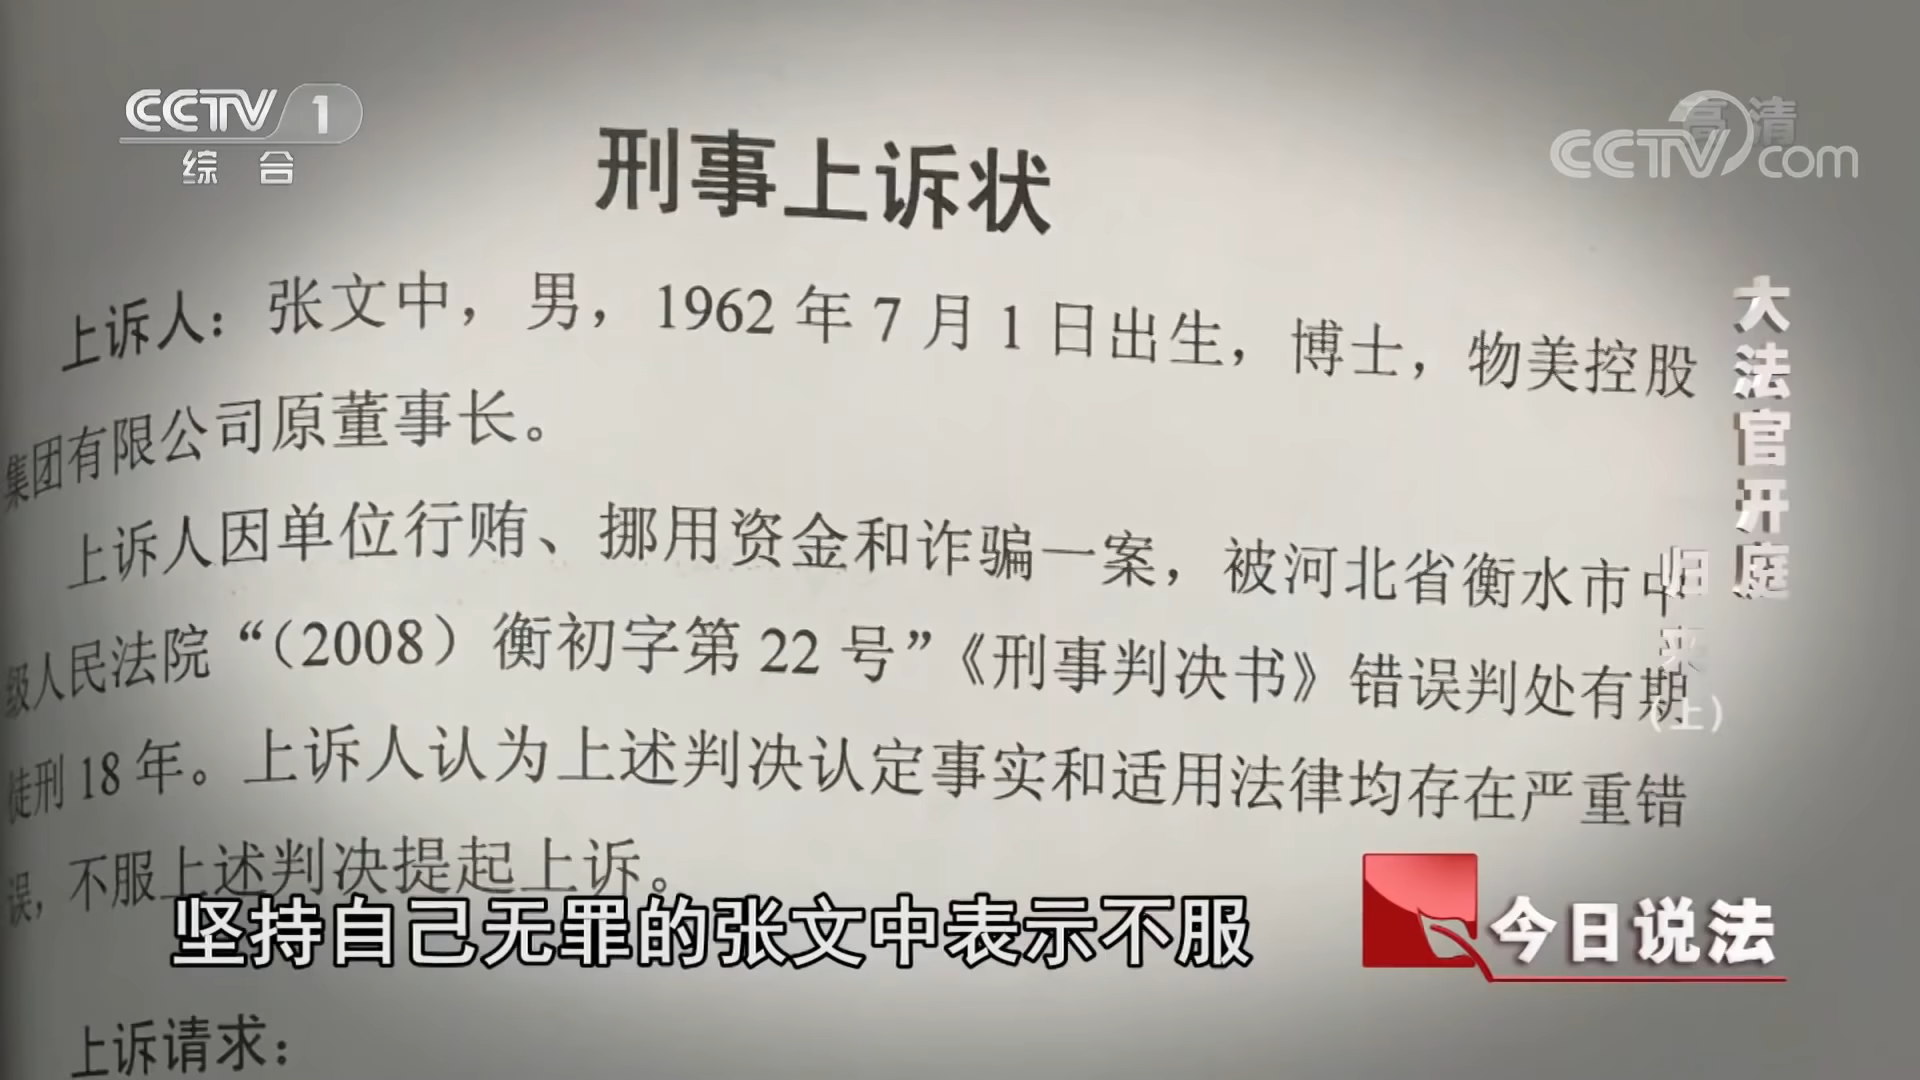 CCTV 1
综合
高清
CCTV.com
刑事上诉状
上诉人：张文中，男，1962年7月1日出生，博士，物美控股
集团有限公司原董事长。
上诉人因单位行贿、挪用资金和诈骗一案，被河北省衡水市中
级人民法院“（2008）衡初字第22号”《刑事判决书》错误判处有期
徒刑18年。上诉人认为上述判决认定事实和适用法律均存在严重错
误，不服上述判决提起上诉。
上诉请求：
大法官开庭
归来
（上）
坚持自己无罪的张文中表示不服
今日说法